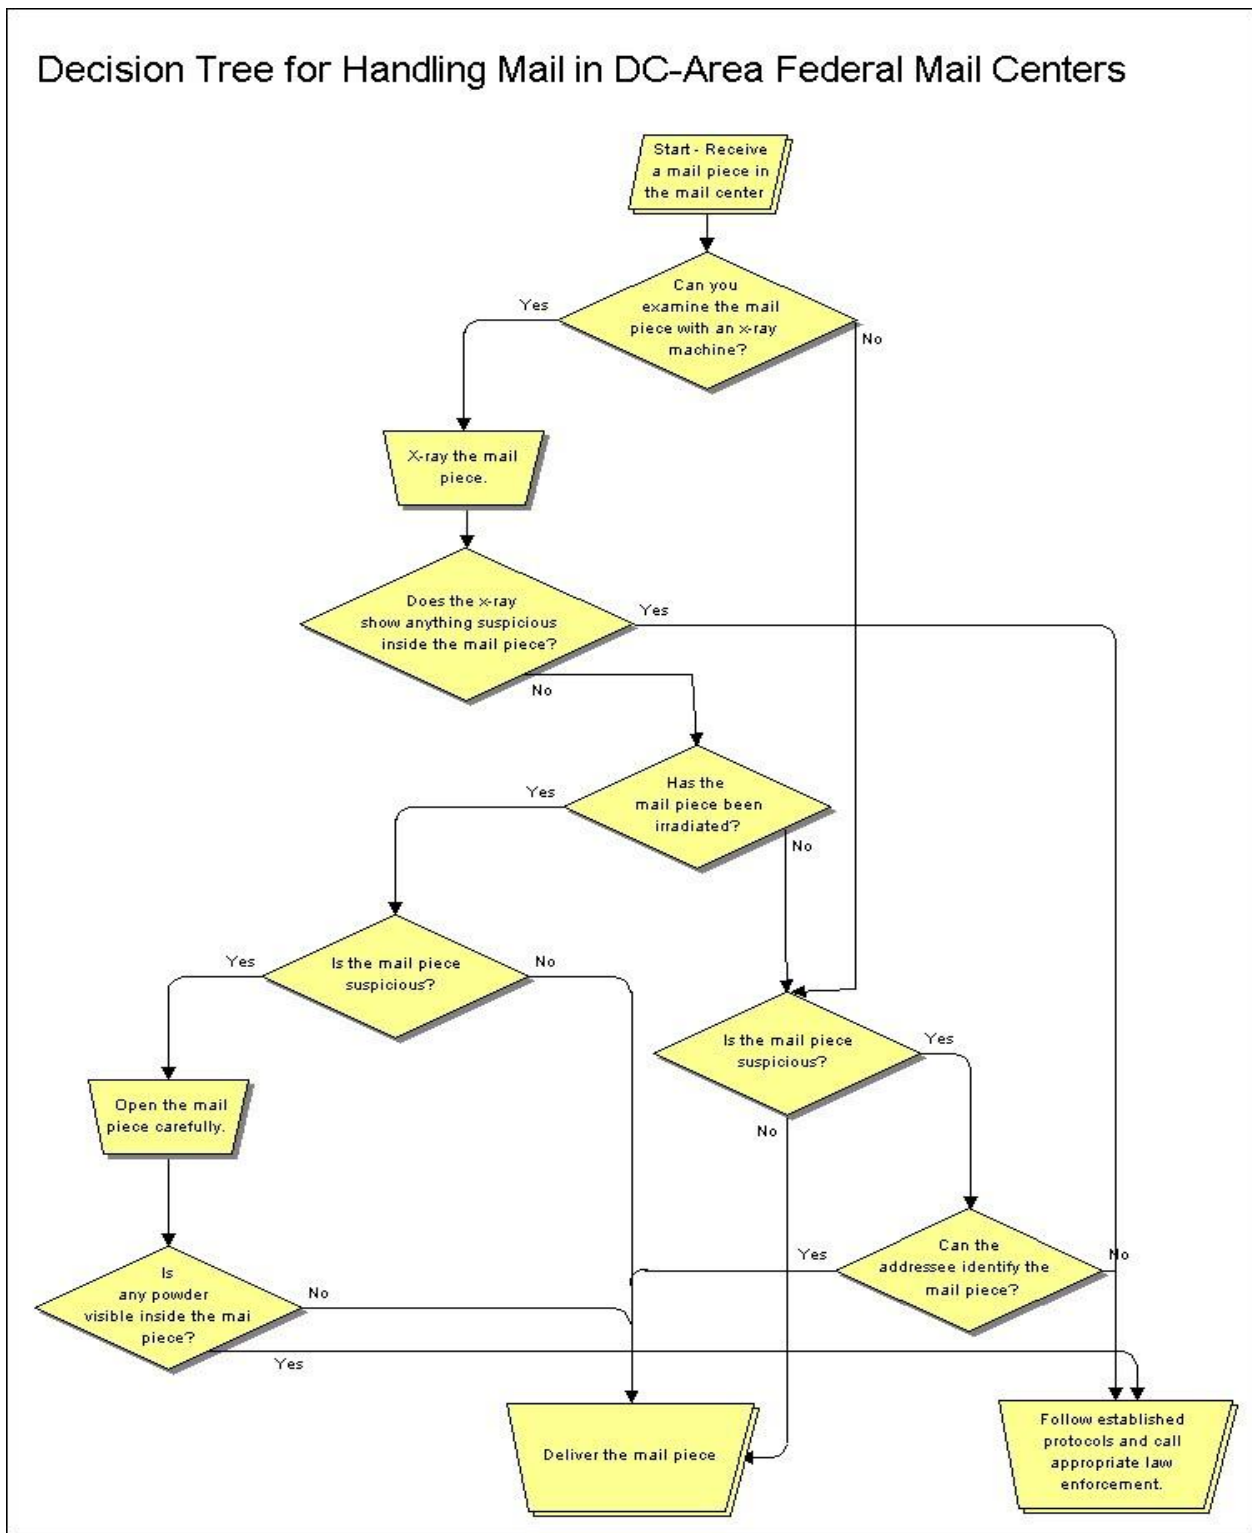 Decision Tree for Handling Mail in DC-Area Federal Mail Centers
Start - Receive
a mail piece in
the mail center
Can you
examine the mail
piece with an x-ray
machine?
Yes
No
X-ray the mail
piece.
Does the x-ray
show anything suspicious
inside the mail piece?
Yes
No
Has the
mail piece been
irradiated?
Yes
No
Is the mail piece
suspicious?
Yes
No
Is the mail piece
suspicious?
Yes
No
Open the mail
piece carefully.
Can the
addressee identify the
mail piece?
Yes
No
Is
any powder
visible inside the mai
piece?
No
Yes
Deliver the mail piece
Follow established
protocols and call
appropriate law
enforcement.